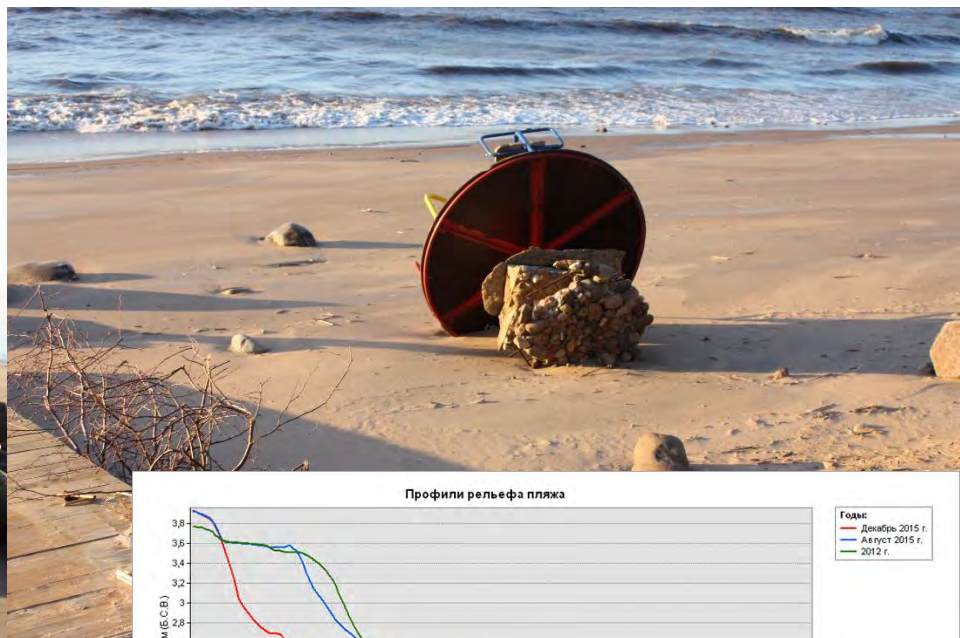 Профили рельефа пляжа
Годы:
Декабрь 2015 г.
Август 2015 г.
2012 г.
3,8
3,6
3,4
3,2
3
2,8
м (Б.С.В.)